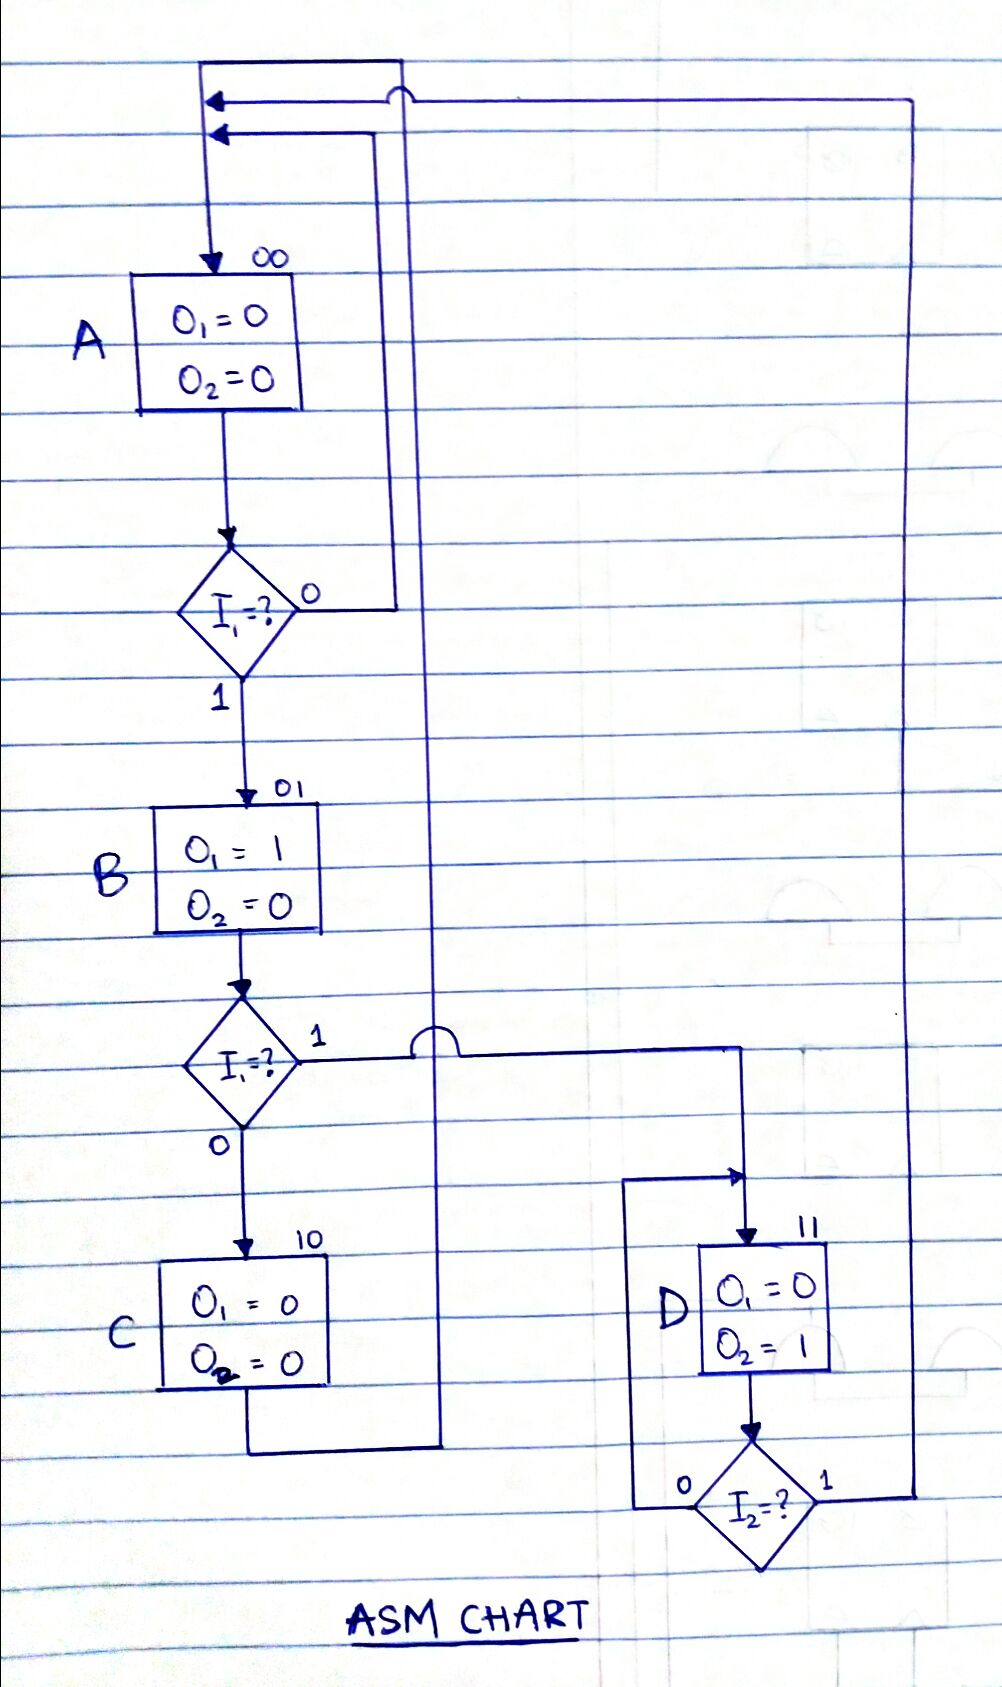 00
A
O₁ = 0
O₂ = 0
I₁ = ?
0
1
01
B
O₁ = 1
O₂ = 0
I₁ = ?
1
0
10
C
O₁ = 0
O₂ = 0
11
D
O₁ = 0
O₂ = 1
0
I₂ = ?
1
ASM CHART